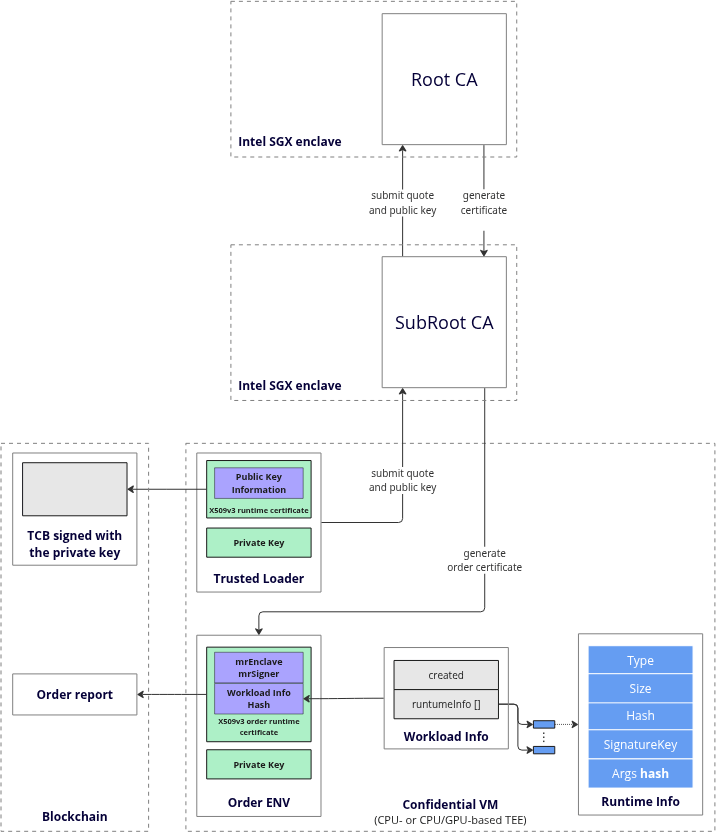 Root CA
Intel SGX enclave
submit quote
and public key
generate
certificate
SubRoot CA
Intel SGX enclave
submit quote
and public key
generate
order certificate
TCB signed with
the private key
Public Key
Information
X509v3 runtime certificate
Private Key
Trusted Loader
Order report
Blockchain
mrEnclave
mrSigner
Workload Info
Hash
X509v3 order runtime
certificate
Private Key
Order ENV
created
runtumeInfo []
Workload Info
Type
Size
Hash
SignatureKey
Args hash
Runtime Info
Confidential VM
(CPU- or CPU/GPU-based TEE)